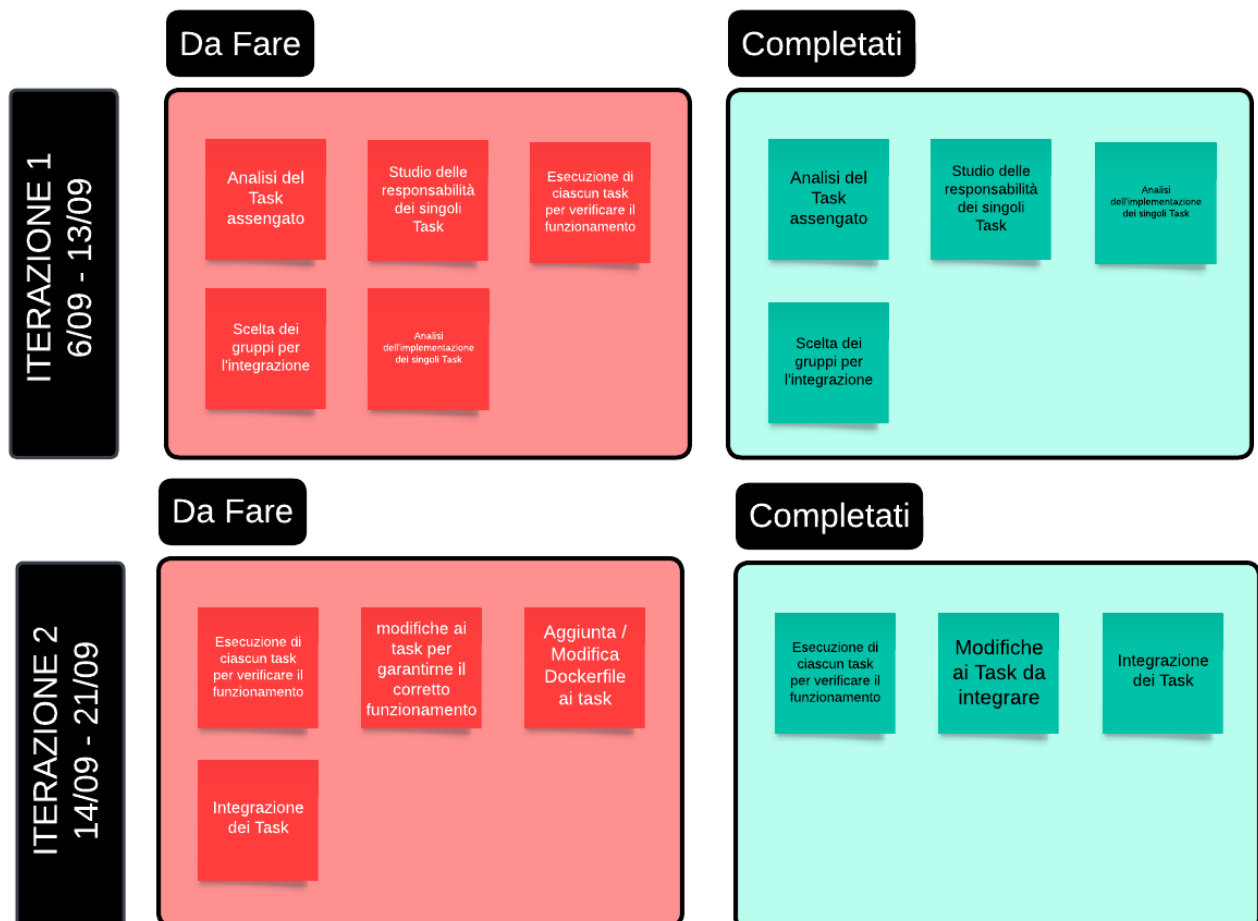 Da Fare
Completati
ITERAZIONE 1
6/09 - 13/09
Analisi del
Task
assengato
Studio delle
responsabilità
dei singoli
Task
Esecuzione di
ciascun task
per verificare il
funzionamento
Scelta dei
gruppi per
l'integrazione
Analisi
dell'implementazione
dei singoli Task
Analisi del
Task
assengato
Studio delle
responsabilità
dei singoli
Task
Analisi
dell'implementazione
dei singoli Task
Scelta dei
gruppi per
l'integrazione
Da Fare
Completati
ITERAZIONE 2
14/09 - 21/09
Esecuzione di
ciascun task
per verificare il
funzionamento
modifiche ai
task per
garantirne il
corretto
funzionamento
Aggiunta /
Modifica
Dockerfile
ai task
Integrazione
dei Task
Esecuzione di
ciascun task
per verificare il
funzionamento
Modifiche
ai Task da
integrare
Integrazione
dei Task